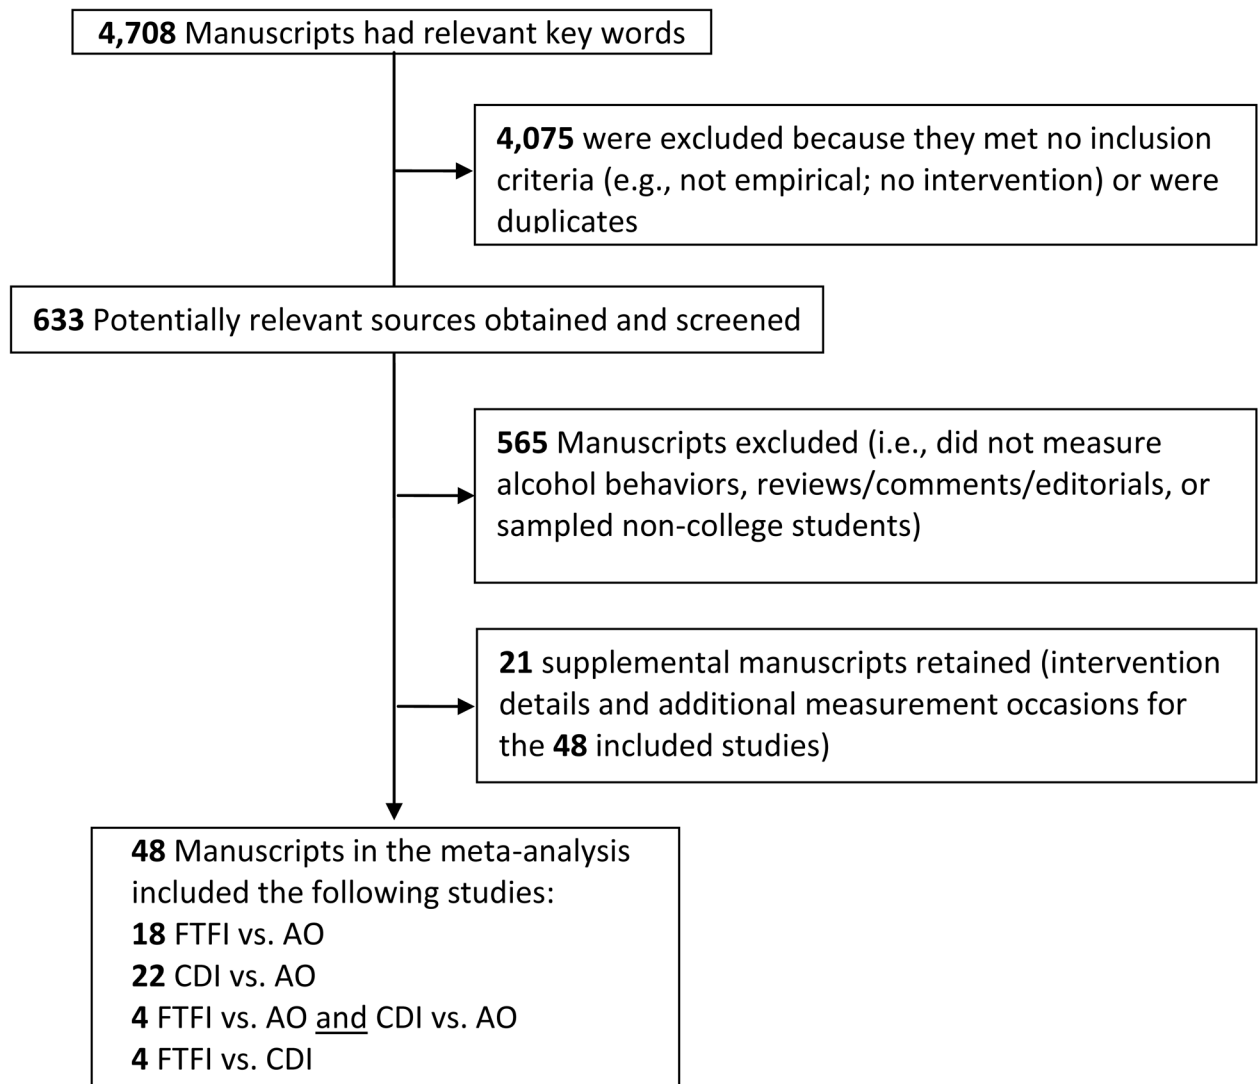 4,708 Manuscripts had relevant key words
4,075 were excluded because they met no inclusion
criteria (e.g., not empirical; no intervention) or were
duplicates
633 Potentially relevant sources obtained and screened
565 Manuscripts excluded (i.e., did not measure
alcohol behaviors, reviews/comments/editorials, or
sampled non-college students)
21 supplemental manuscripts retained (intervention
details and additional measurement occasions for
the 48 included studies)
48 Manuscripts in the meta-analysis
included the following studies:
18 FTFI vs. AO
22 CDI vs. AO
4 FTFI vs. AO and CDI vs. AO
4 FTFI vs. CDI